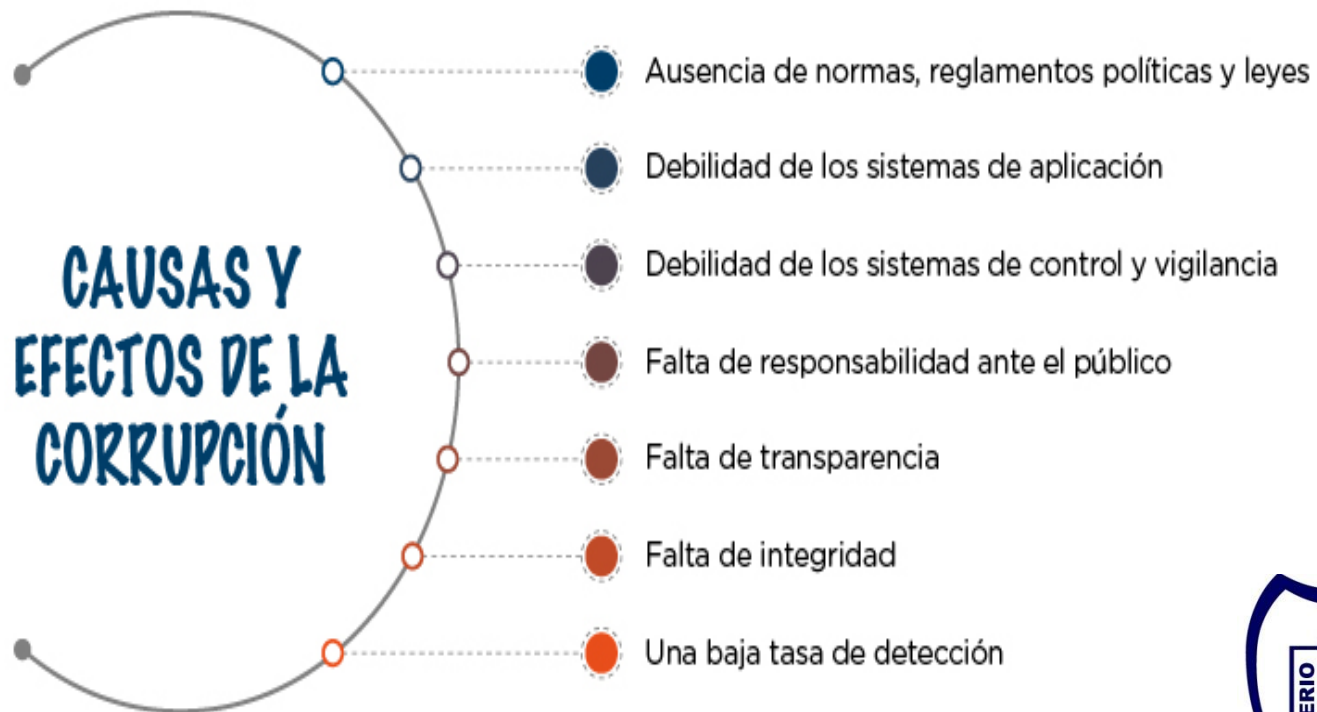 CAUSAS Y
EFECTOS DE LA
CORRUPCIÓN
Ausencia de normas, reglamentos políticas y leyes
Debilidad de los sistemas de aplicación
Debilidad de los sistemas de control y vigilancia
Falta de responsabilidad ante el público
Falta de transparencia
Falta de integridad
Una baja tasa de detección